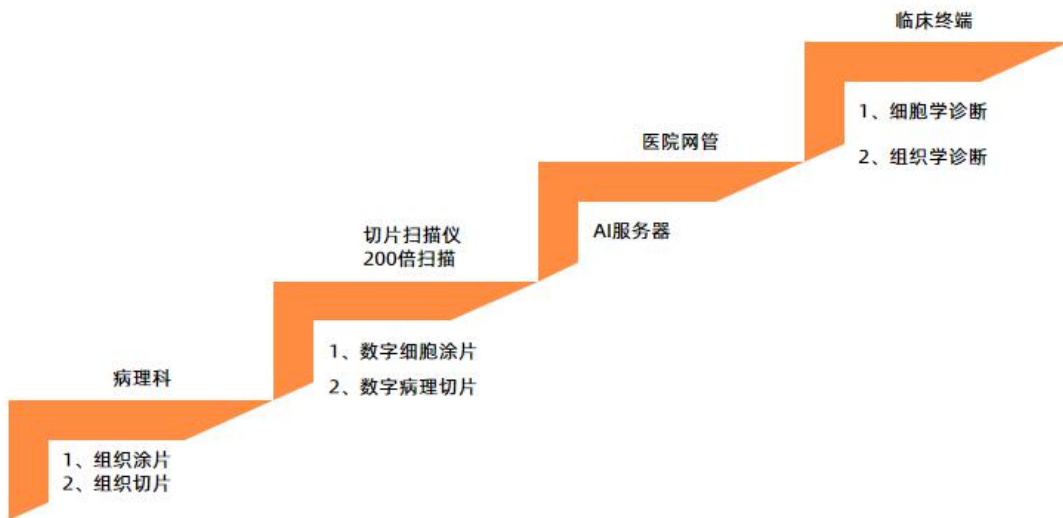 临床终端
1、细胞学诊断
2、组织学诊断
医院网管
AI服务器
切片扫描仪
200倍扫描
1、数字细胞涂片
2、数字病理切片
病理科
1、组织涂片
2、组织切片